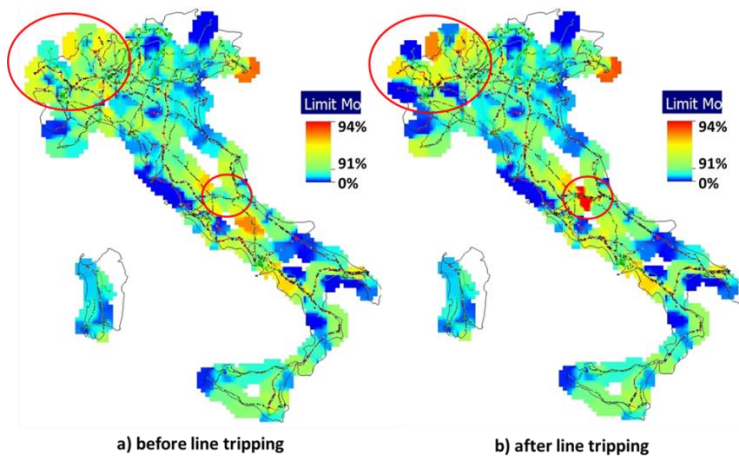 Limit Mo
94%
91%
0%
Limit Mo
94%
91%
0%
a) before line tripping
b) after line tripping